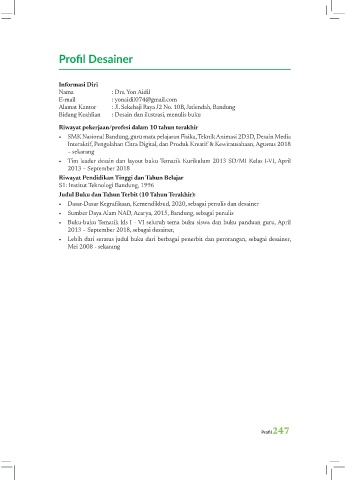 Profil Desainer
Informasi Diri
Nama : Drs. Yon Aidil
E-mail : yonaidil074@gmail.com
Alamat Kantor : Jl. Sekehaji Raya J2 No. 10B, Jatiendah, Bandung
Bidang Keahlian : Desain dan ilustrasi, menulis buku
Riwayat pekerjaan/profesi dalam 10 tahun terakhir
• SMK Nasional Bandung, guru mata pelajaran Fisika, Teknik Animasi 2D3D, Desain Media
Interaktif, Pengolahan Citra Digital, dan Produk Kreatif & Kewirausahaan, Agustus 2018
– sekarang
• Tim leader desain dan layout buku Tematik Kurikulum 2013 SD/MI Kelas I-VI, April
2013 – September 2018
Riwayat Pendidikan Tinggi dan Tahun Belajar
S1: Institut Teknologi Bandung, 1996
Judul Buku dan Tahun Terbit (10 Tahun Terakhir):
• Dasar-Dasar Kegrafikaan, Kemendikbud, 2020, sebagai penulis dan desainer
• Sumber Daya Alam NAD, Acarya, 2015, Bandung, sebagai penulis
• Buku-buku Tematik kls I - VI seluruh tema buku siswa dan buku panduan guru, April
2013 – September 2018, sebagai desainer,
• Lebih dari seratus judul buku dari berbagai penerbit dan perorangan, sebagai desainer,
Mei 2008 - sekarang
Profil 247